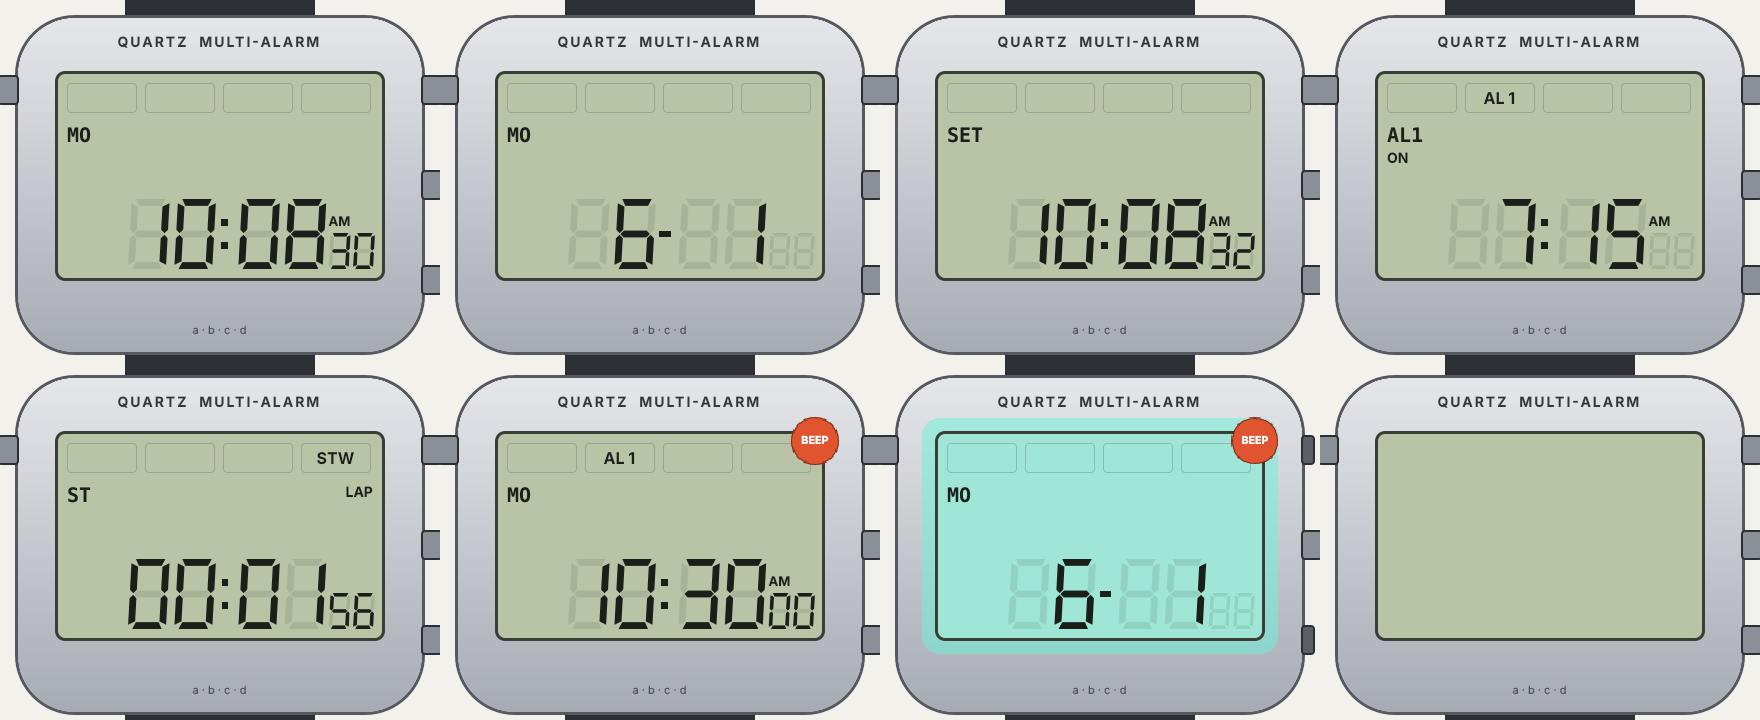 QUARTZ MULTI-ALARM
MO
10:08 AM 30
a·b·c·d
QUARTZ MULTI-ALARM
MO
6- 1
a·b·c·d
QUARTZ MULTI-ALARM
SET
10:08 AM 32
a·b·c·d
QUARTZ MULTI-ALARM
AL 1
AL1
ON
7:15 AM
a·b·c·d
QUARTZ MULTI-ALARM
STW
ST LAP
00:01 56
a·b·c·d
QUARTZ MULTI-ALARM
BEEP
AL 1
MO
10:30 AM 00
a·b·c·d
QUARTZ MULTI-ALARM
BEEP
MO
6- 1
a·b·c·d
QUARTZ MULTI-ALARM
a·b·c·d